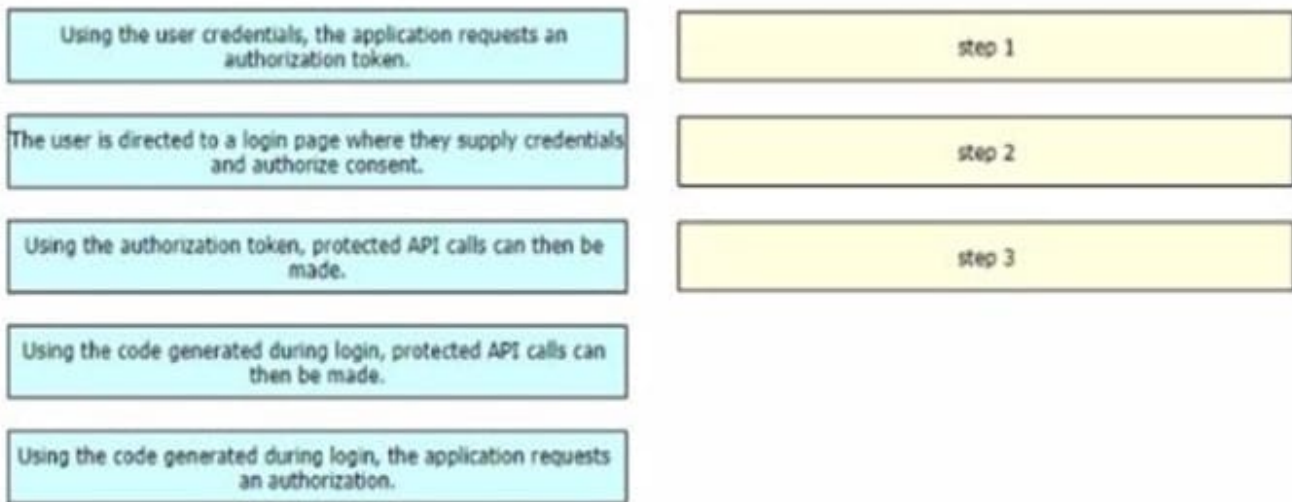 Using the user credentials, the application requests an
authorization token.
The user is directed to a login page where they supply credentials
and authorize consent.
Using the authorization token, protected API calls can then be
made.
Using the code generated during login, protected API calls can
then be made.
Using the code generated during login, the application requests
an authorization.
step 1
step 2
step 3